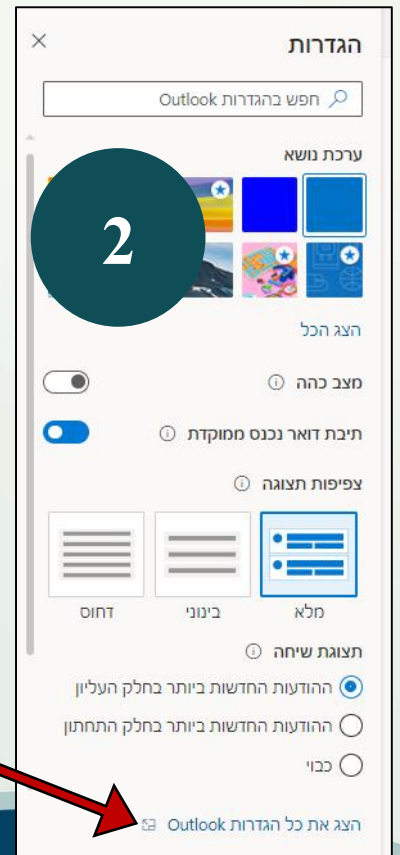 הגדרות
חפש בהגדרות Outlook
ערכת נושא
2
הצג הכל
מצב כהה
תיבת דואר נכנס ממוקדת
צפיפות תצוגה
מלא בינוני דחוס
תצוגת שיחה
ההודעות החדשות ביותר בחלק העליון
ההודעות החדשות ביותר בחלק התחתון
כבוי
הצג את כל הגדרות Outlook